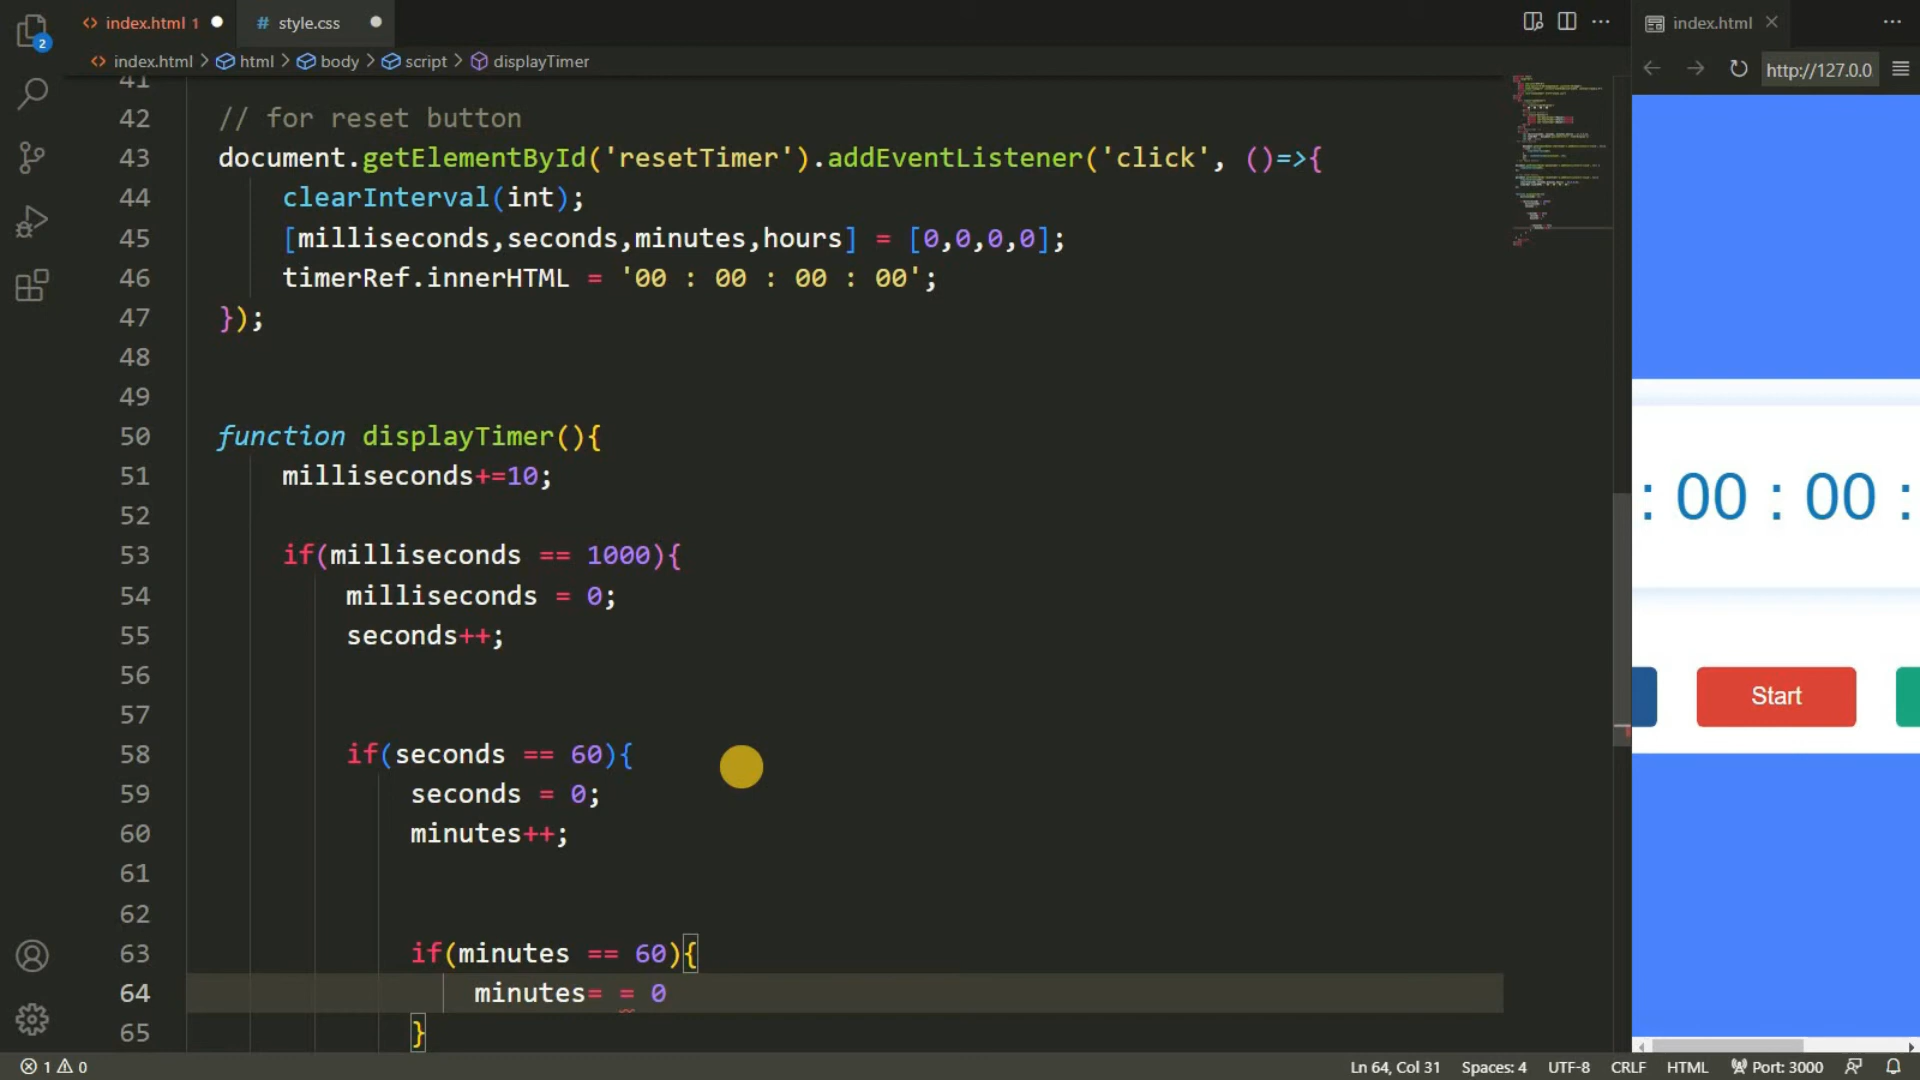 index.html 1
# style.css
index.html
index.html > html > body > script > displayTimer
http://127.0.0
41
42 // for reset button
43 document.getElementById('resetTimer').addEventListener('click', ()=>{
44 clearInterval(int);
45 [milliseconds,seconds,minutes,hours] = [0,0,0,0];
46 timerRef.innerHTML = '00 : 00 : 00 : 00';
47 });
48
49
50 function displayTimer(){
51 milliseconds+=10;
52
53 if(milliseconds == 1000){
54 milliseconds = 0;
55 seconds++;
56
57
58 if(seconds == 60){
59 seconds = 0;
60 minutes++;
61
62
63 if(minutes == 60){
64 minutes= = 0
65 }
: 00 : 00 :
Start
2
1 0
Ln 64, Col 31 Spaces: 4 UTF-8 CRLF HTML Port: 3000